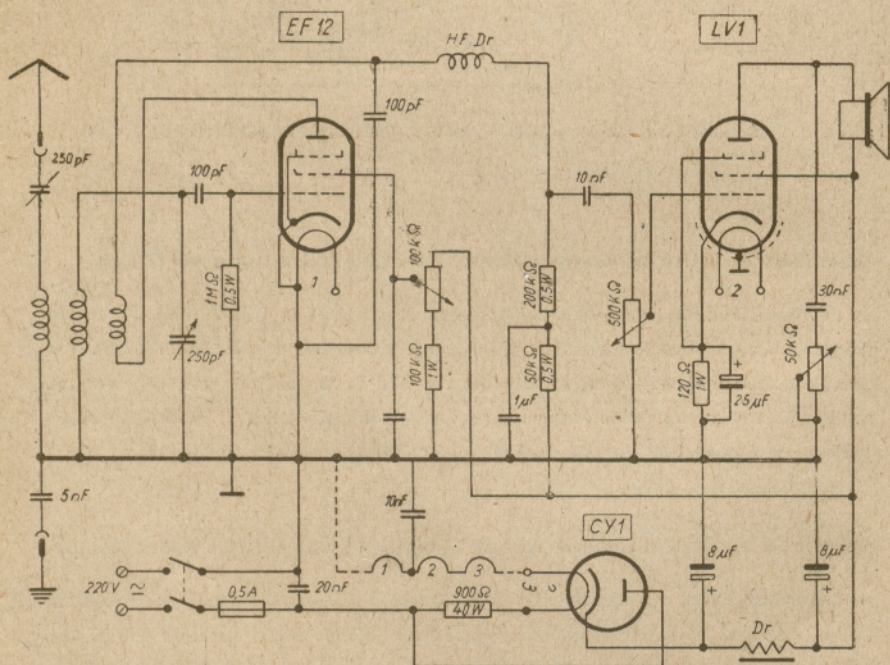 EF 12
LV1
H.F. Dr
100pF
250pF
100pF
10nF
1
2
100kΩ
200kΩ
0,5W
1MΩ
0,5W
500kΩ
30nF
250pF
100kΩ
1W
50kΩ
0,5W
1µF
120Ω
1W
25µF
+
50kΩ
5nF
10nF
CY1
1
2
3
3
8µF
+
8µF
+
220V
0,5A
20nF
900Ω
40W
Dr